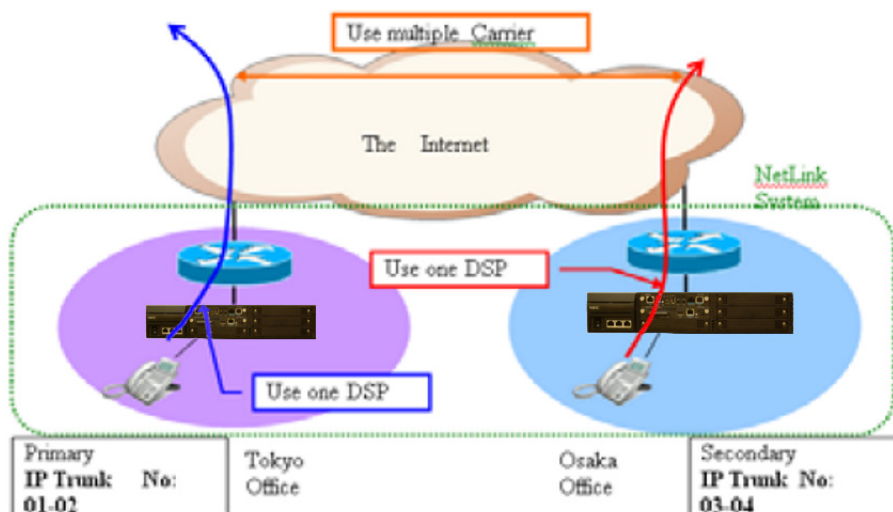 Use multiple Carrier
The Internet
NetLink
System
Use one DSP
Use one DSP
Primary
IP Trunk No:
01-02
Tokyo
Office
Osaka
Office
Secondary
IP Trunk No:
03-04